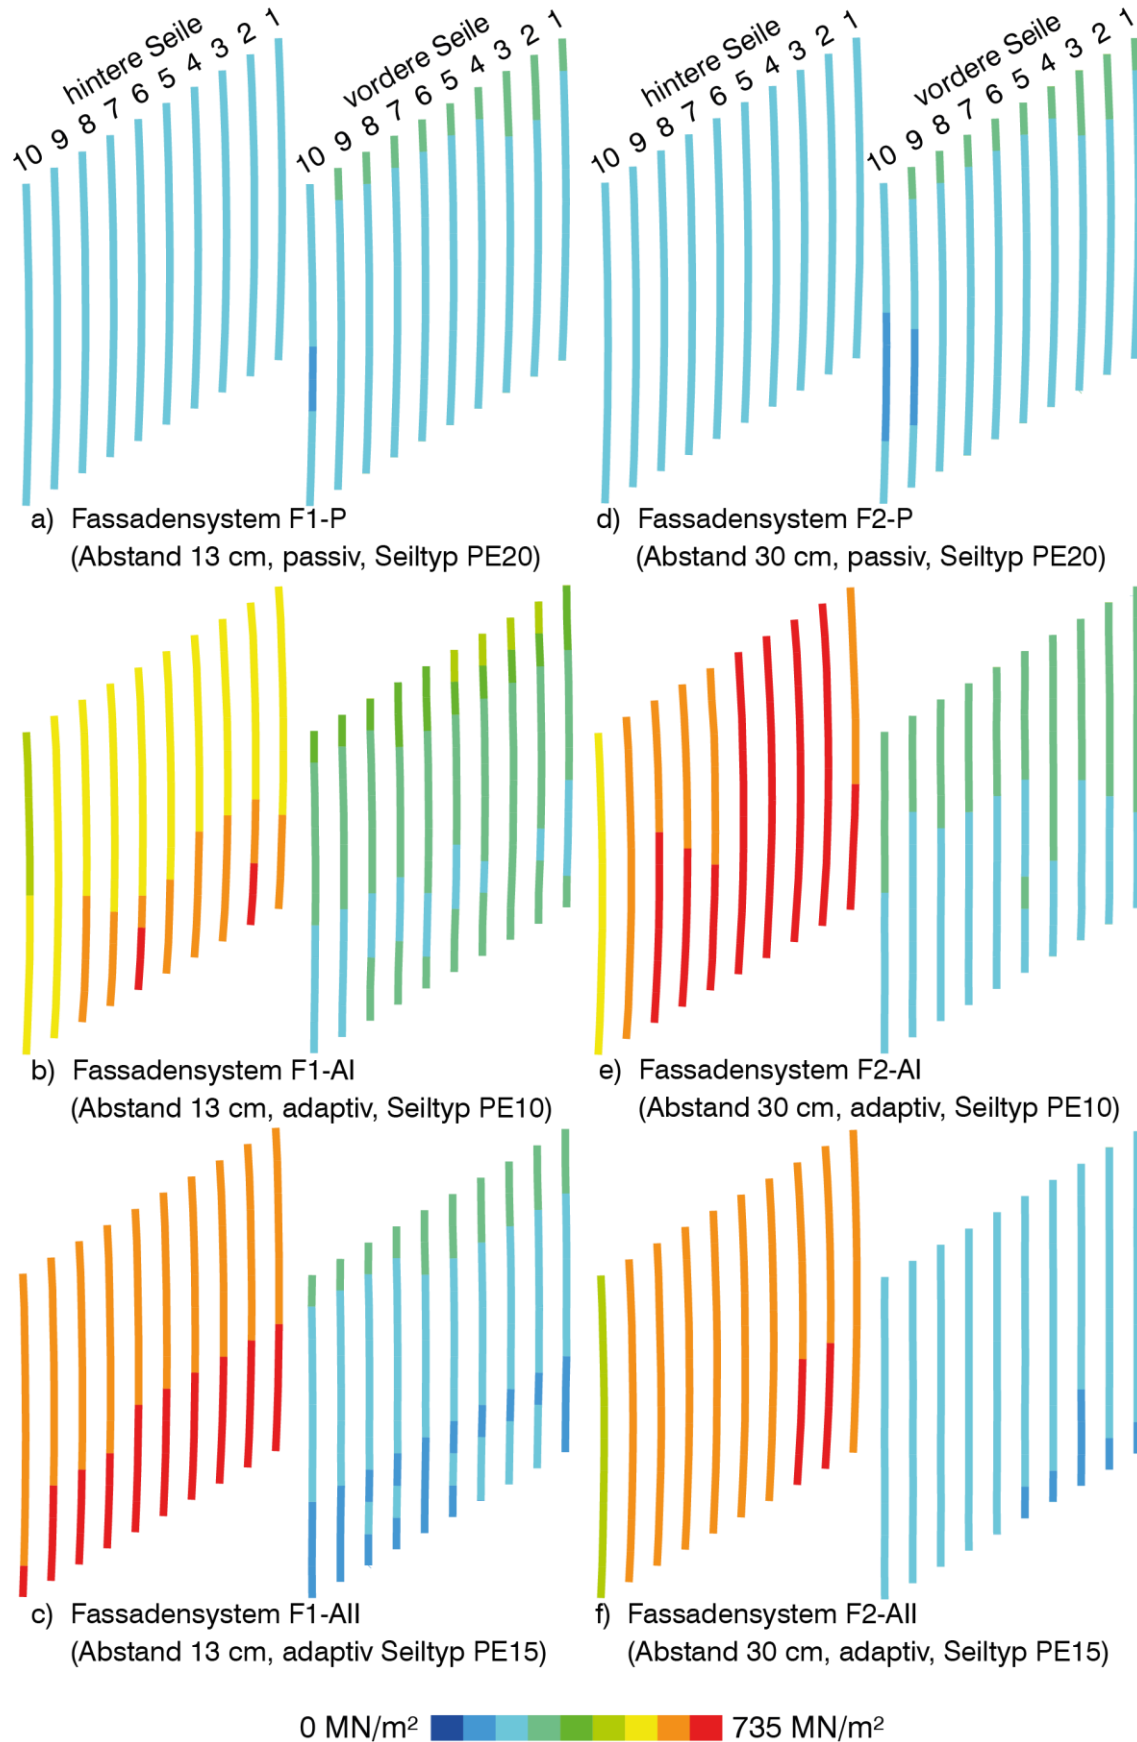 hintere Seile
10 9 8 7 6 5 4 3 2 1
vordere Seile
10 9 8 7 6 5 4 3 2 1
hintere Seile
10 9 8 7 6 5 4 3 2 1
vordere Seile
10 9 8 7 6 5 4 3 2 1
a) Fassadensystem F1-P
(Abstand 13 cm, passiv, Seiltyp PE20)
d) Fassadensystem F2-P
(Abstand 30 cm, passiv, Seiltyp PE20)
b) Fassadensystem F1-AI
(Abstand 13 cm, adaptiv, Seiltyp PE10)
e) Fassadensystem F2-AI
(Abstand 30 cm, adaptiv, Seiltyp PE10)
c) Fassadensystem F1-AII
(Abstand 13 cm, adaptiv Seiltyp PE15)
f) Fassadensystem F2-AII
(Abstand 30 cm, adaptiv, Seiltyp PE15)
0 MN/m² 735 MN/m²